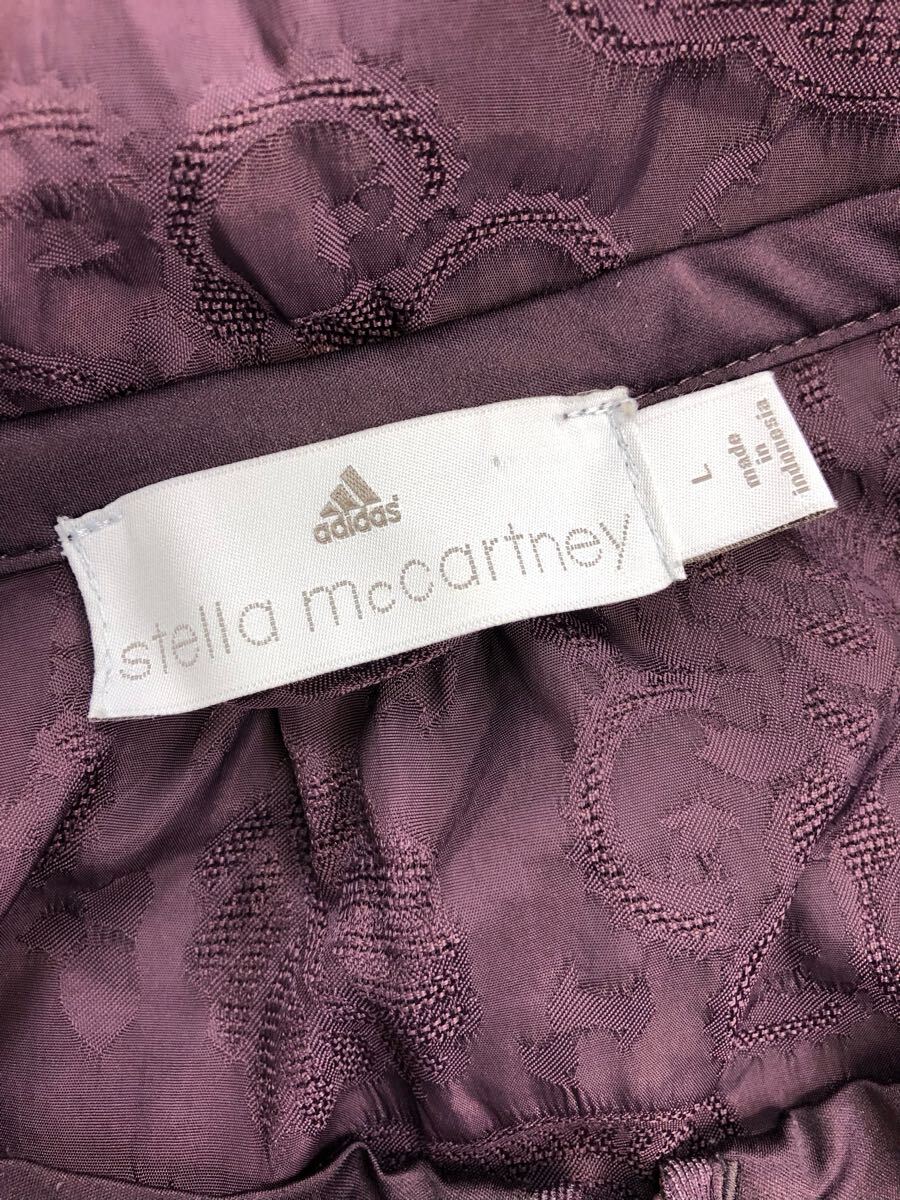 adidas
stella mcCartney
L
made
in
indonesia